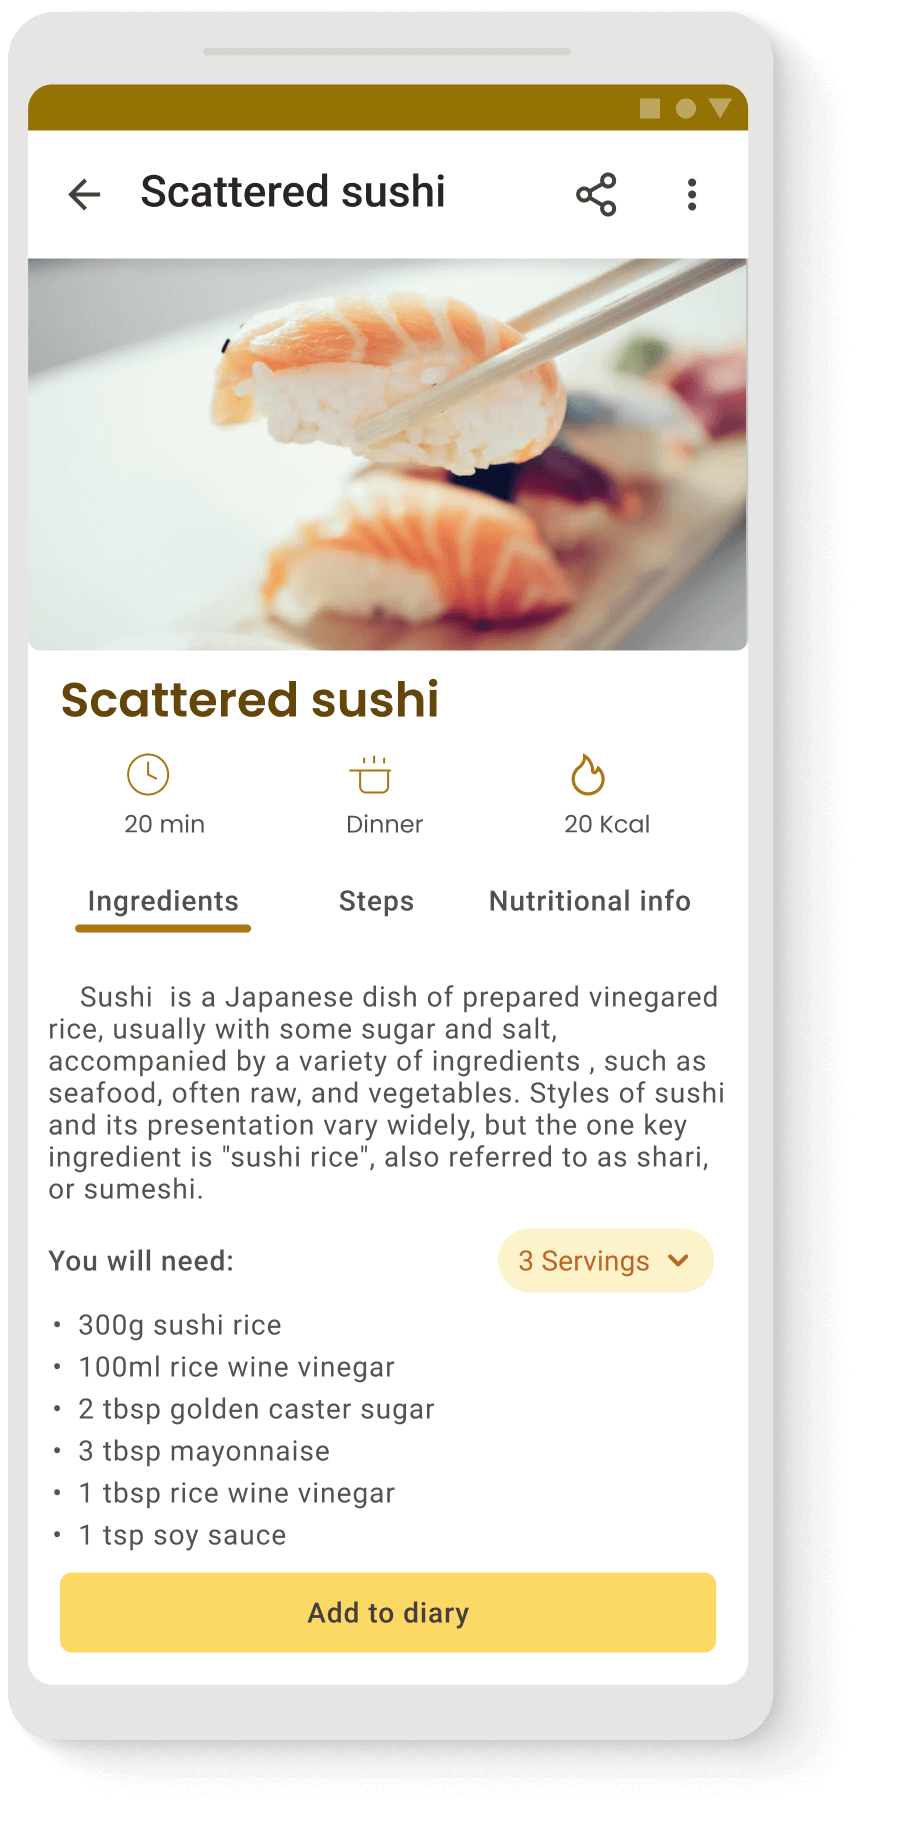 Scattered sushi
Scattered sushi
20 min
Dinner
20 Kcal
Ingredients
Steps
Nutritional info
Sushi  is a Japanese dish of prepared vinegared
rice, usually with some sugar and salt,
accompanied by a variety of ingredients , such as
seafood, often raw, and vegetables. Styles of sushi
and its presentation vary widely, but the one key
ingredient is "sushi rice", also referred to as shari,
or sumeshi.
You will need:
3 Servings
• 300g sushi rice
• 100ml rice wine vinegar
• 2 tbsp golden caster sugar
• 3 tbsp mayonnaise
• 1 tbsp rice wine vinegar
• 1 tsp soy sauce
Add to diary